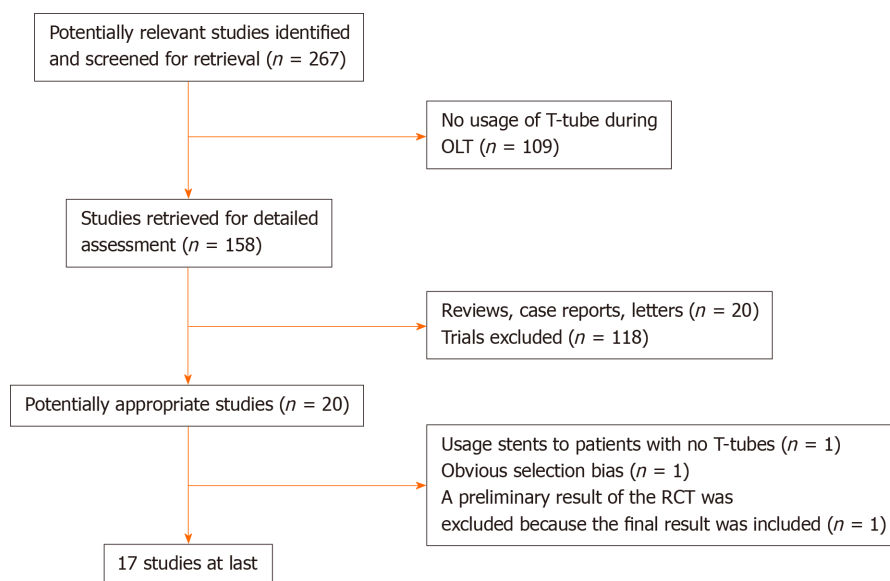 Potentially relevant studies identified
and screened for retrieval (n = 267)
No usage of T-tube during
OLT (n = 109)
Studies retrieved for detailed
assessment (n = 158)
Reviews, case reports, letters (n = 20)
Trials excluded (n = 118)
Potentially appropriate studies (n = 20)
Usage stents to patients with no T-tubes (n = 1)
Obvious selection bias (n = 1)
A preliminary result of the RCT was
excluded because the final result was included (n = 1)
17 studies at last